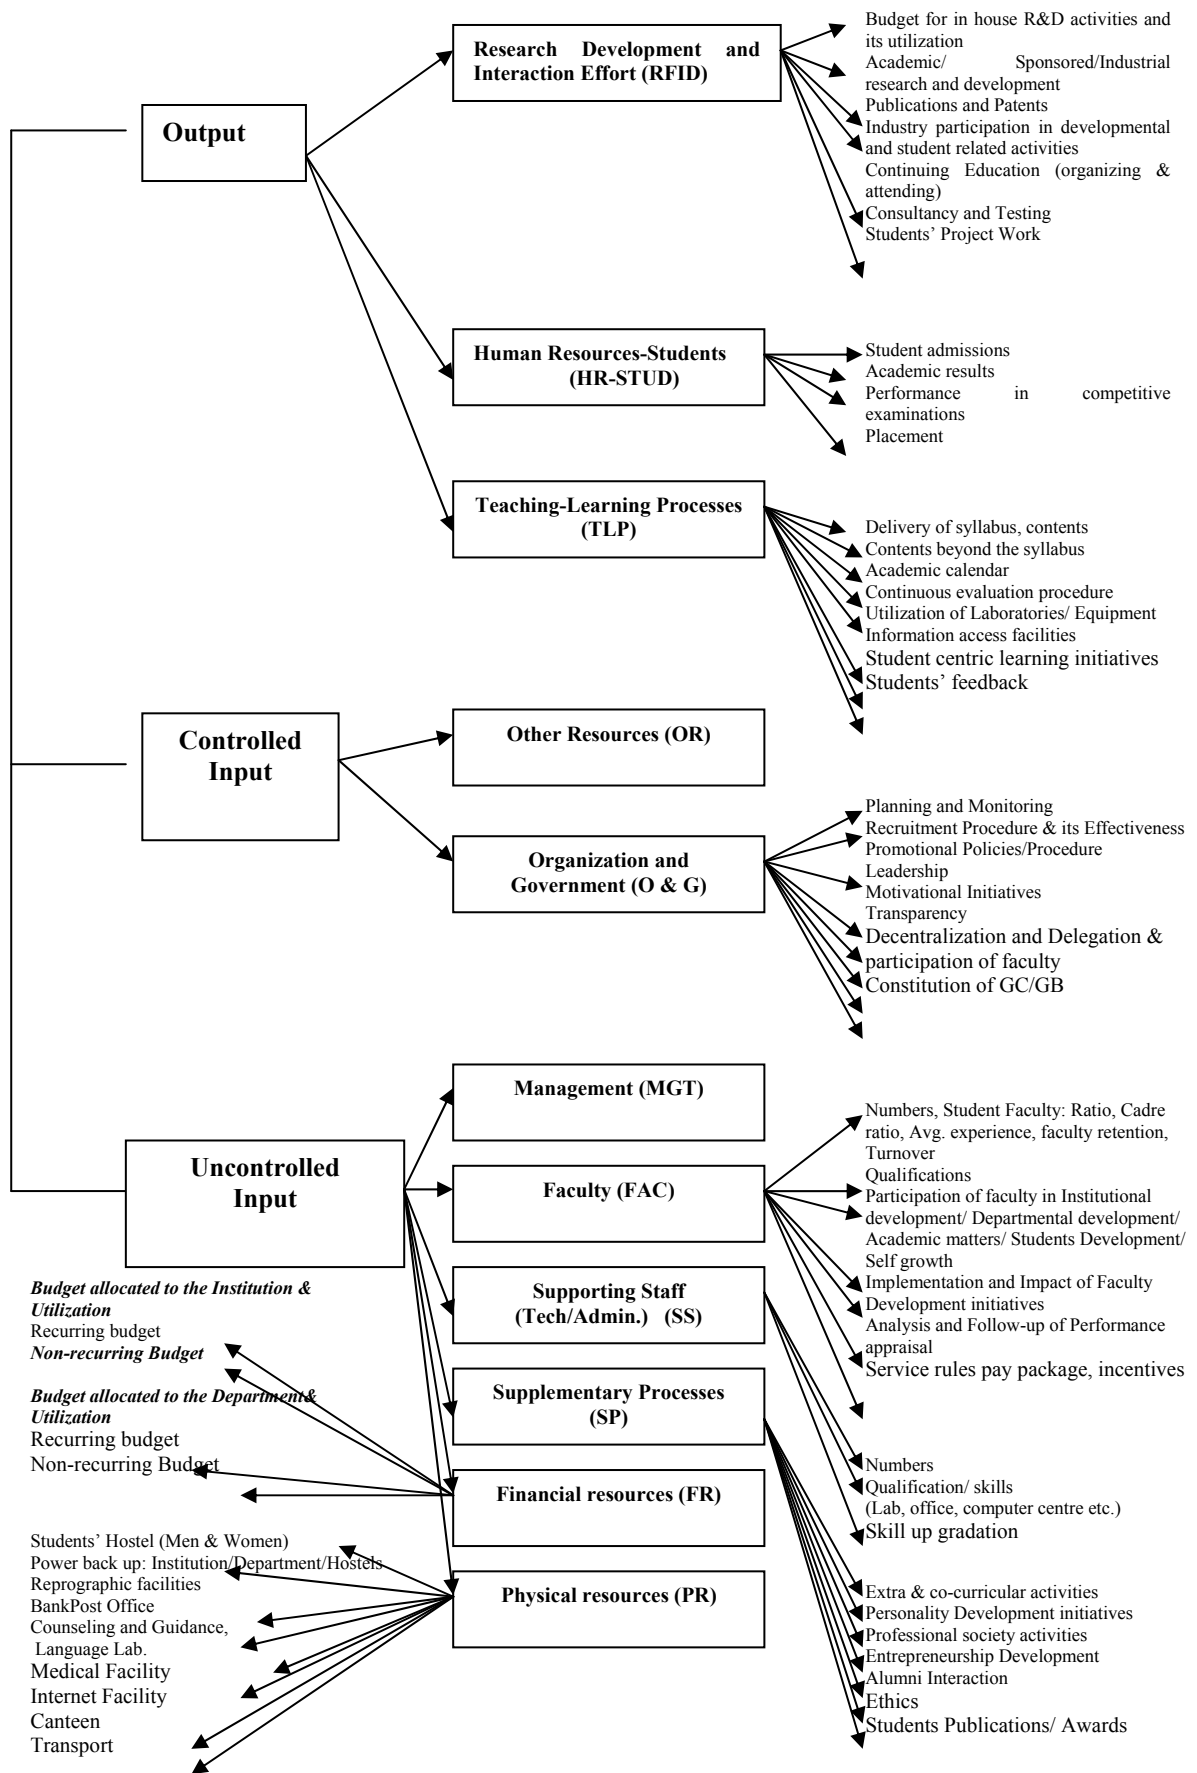 Output
Research Development and
Interaction Effort (RFID)
Budget for in house R&D activities and
its utilization
Academic/ Sponsored/Industrial
research and development
Publications and Patents
Industry participation in developmental
and student related activities
Continuing Education (organizing &
attending)
Consultancy and Testing
Students’ Project Work
Human Resources-Students
(HR-STUD)
Student admissions
Academic results
Performance in competitive
examinations
Placement
Teaching-Learning Processes
(TLP)
Delivery of syllabus, contents
Contents beyond the syllabus
Academic calendar
Continuous evaluation procedure
Utilization of Laboratories/ Equipment
Information access facilities
Student centric learning initiatives
Students’ feedback
Controlled
Input
Other Resources (OR)
Organization and
Government (O & G)
Planning and Monitoring
Recruitment Procedure & its Effectiveness
Promotional Policies/Procedure
Leadership
Motivational Initiatives
Transparency
Decentralization and Delegation &
participation of faculty
Constitution of GC/GB
Uncontrolled
Input
Management (MGT)
Faculty (FAC)
Numbers, Student Faculty: Ratio, Cadre
ratio, Avg. experience, faculty retention,
Turnover
Qualifications
Participation of faculty in Institutional
development/ Departmental development/
Academic matters/ Students Development/
Self growth
Implementation and Impact of Faculty
Development initiatives
Analysis and Follow-up of Performance
appraisal
Service rules pay package, incentives
Supporting Staff
(Tech/Admin.) (SS)
Numbers
Qualification/ skills
(Lab, office, computer centre etc.)
Skill up gradation
Supplementary Processes
(SP)
Extra & co-curricular activities
Personality Development initiatives
Professional society activities
Entrepreneurship Development
Alumni Interaction
Ethics
Students Publications/ Awards
Financial resources (FR)
Budget allocated to the Institution &
Utilization
Recurring budget
Non-recurring Budget
Budget allocated to the Department&
Utilization
Recurring budget
Non-recurring Budget
Physical resources (PR)
Students’ Hostel (Men & Women)
Power back up: Institution/Department/Hostels
Reprographic facilities
BankPost Office
Counseling and Guidance,
Language Lab.
Medical Facility
Internet Facility
Canteen
Transport